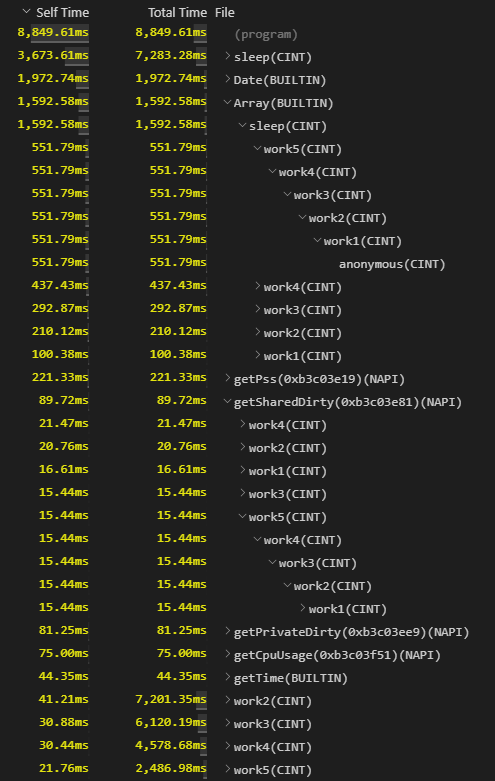 Self Time Total Time File
8,849.61ms 8,849.61ms (program)
3,673.61ms 7,283.28ms sleep(CINT)
1,972.74ms 1,972.74ms Date(BUILTIN)
1,592.58ms 1,592.58ms Array(BUILTIN)
1,592.58ms 1,592.58ms sleep(CINT)
551.79ms 551.79ms work5(CINT)
551.79ms 551.79ms work4(CINT)
551.79ms 551.79ms work3(CINT)
551.79ms 551.79ms work2(CINT)
551.79ms 551.79ms work1(CINT)
551.79ms 551.79ms anonymous(CINT)
437.43ms 437.43ms work4(CINT)
292.87ms 292.87ms work3(CINT)
210.12ms 210.12ms work2(CINT)
100.38ms 100.38ms work1(CINT)
221.33ms 221.33ms getPss(0xb3c03e19)(NAPI)
89.72ms 89.72ms getSharedDirty(0xb3c03e81)(NAPI)
21.47ms 21.47ms work4(CINT)
20.76ms 20.76ms work2(CINT)
16.61ms 16.61ms work1(CINT)
15.44ms 15.44ms work3(CINT)
15.44ms 15.44ms work5(CINT)
15.44ms 15.44ms work4(CINT)
15.44ms 15.44ms work3(CINT)
15.44ms 15.44ms work2(CINT)
15.44ms 15.44ms work1(CINT)
81.25ms 81.25ms getPrivateDirty(0xb3c03ee9)(NAPI)
75.00ms 75.00ms getCpuUsage(0xb3c03f51)(NAPI)
44.35ms 44.35ms getTime(BUILTIN)
41.21ms 7,201.35ms work2(CINT)
30.88ms 6,120.19ms work3(CINT)
30.44ms 4,578.68ms work4(CINT)
21.76ms 2,486.98ms work5(CINT)